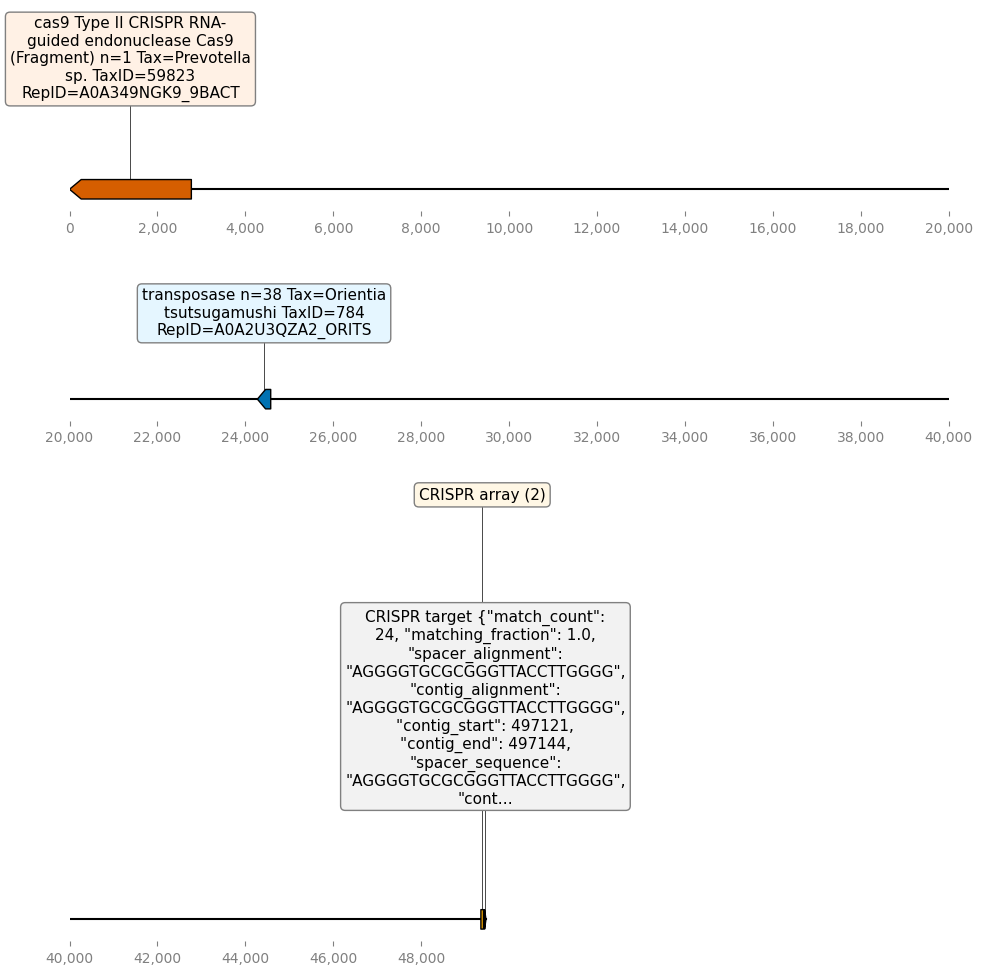 cas9 Type II CRISPR RNA-
guided endonuclease Cas9
(Fragment) n=1 Tax=Prevotella
sp. TaxID=59823
RepID=A0A349NGK9_9BACT
0 2,000 4,000 6,000 8,000 10,000 12,000 14,000 16,000 18,000 20,000
transposase n=38 Tax=Orientia
tsutsugamushi TaxID=784
RepID=A0A2U3QZA2_ORITS
20,000 22,000 24,000 26,000 28,000 30,000 32,000 34,000 36,000 38,000 40,000
CRISPR array (2)
CRISPR target {"match_count":
24, "matching_fraction": 1.0,
"spacer_alignment":
"AGGGGTGCGCGGGTTACCTTGGGG",
"contig_alignment":
"AGGGGTGCGCGGGTTACCTTGGGG",
"contig_start": 497121,
"contig_end": 497144,
"spacer_sequence":
"AGGGGTGCGCGGGTTACCTTGGGG",
"cont...
40,000 42,000 44,000 46,000 48,000